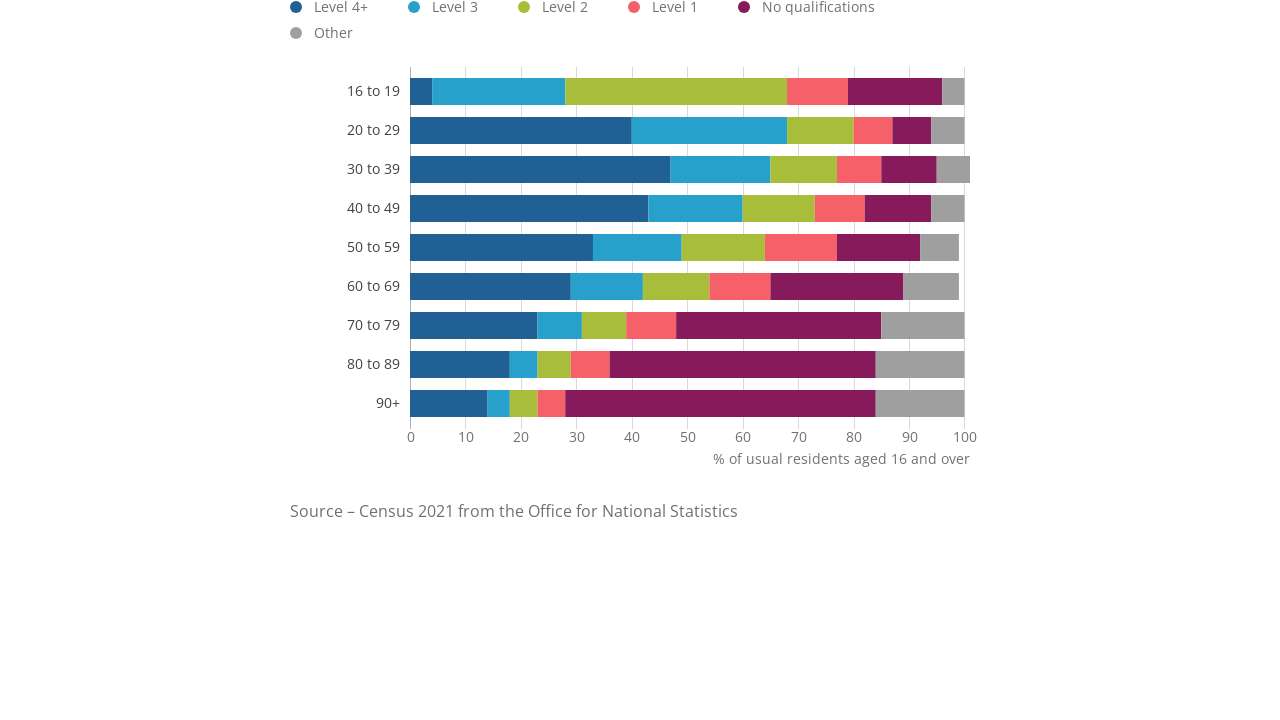 Level 4+ Level 3 Level 2 Level 1 No qualifications
Other
16 to 19
20 to 29
30 to 39
40 to 49
50 to 59
60 to 69
70 to 79
80 to 89
90+
0 10 20 30 40 50 60 70 80 90 100
% of usual residents aged 16 and over
Source – Census 2021 from the Office for National Statistics